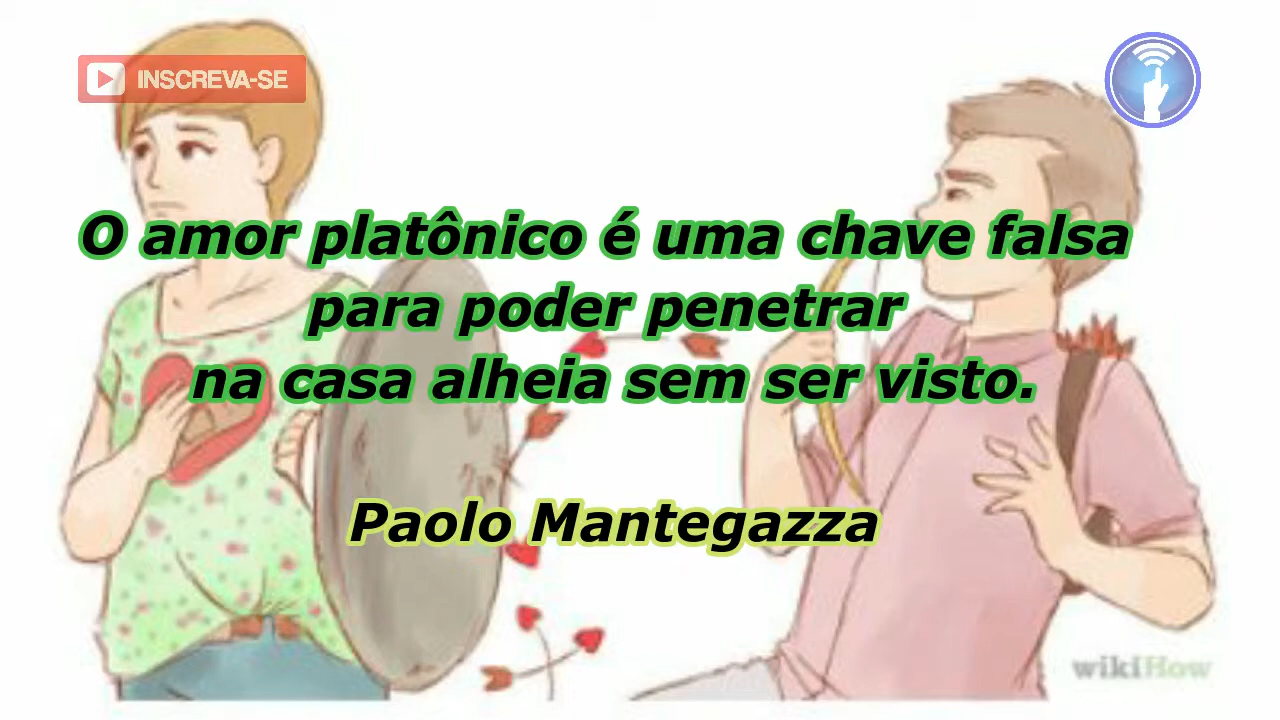 INSCREVA-SE
O amor platônico é uma chave falsa
para poder penetrar
na casa alheia sem ser visto.
Paolo Mantegazza
wikiHow